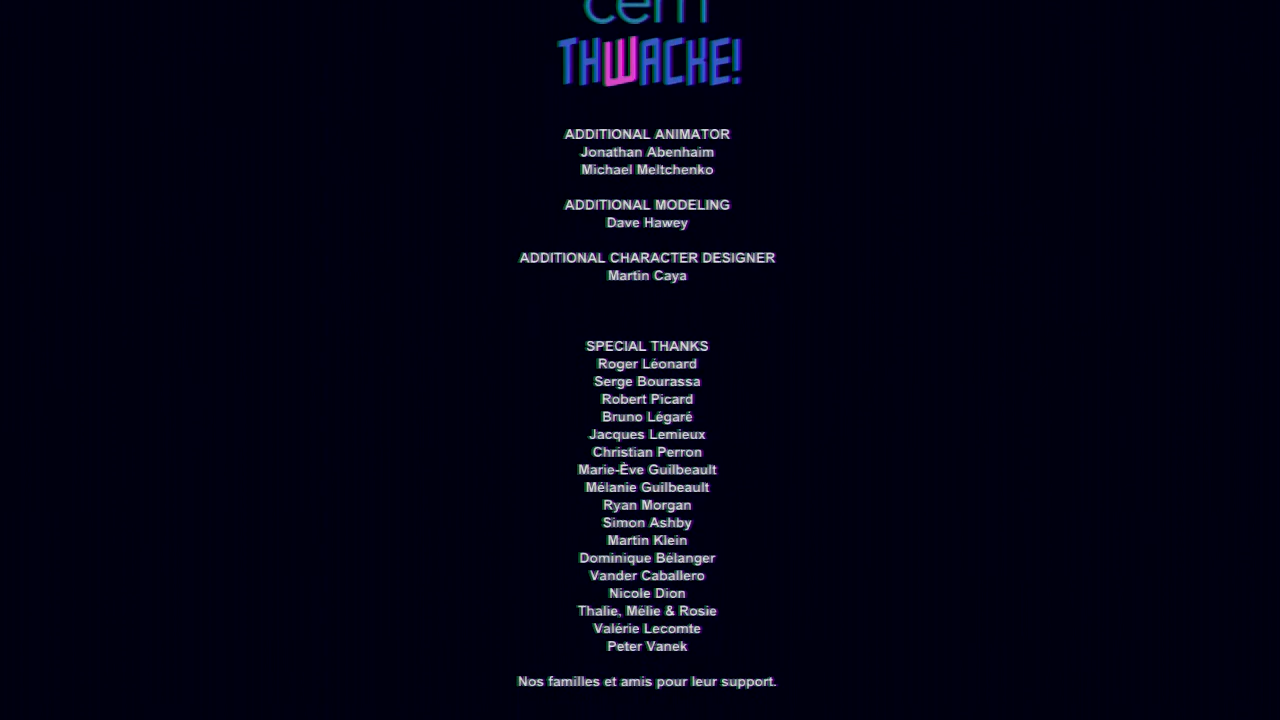 cem
THWACKE!
ADDITIONAL ANIMATOR
Jonathan Abenhaim
Michael Meltchenko
ADDITIONAL MODELING
Dave Hawey
ADDITIONAL CHARACTER DESIGNER
Martin Caya
SPECIAL THANKS
Roger Léonard
Serge Bourassa
Robert Picard
Bruno Légaré
Jacques Lemieux
Christian Perron
Marie-Ève Guilbeault
Mélanie Guilbeault
Ryan Morgan
Simon Ashby
Martin Klein
Dominique Bélanger
Vander Caballero
Nicole Dion
Thalie, Mélie & Rosie
Valérie Lecomte
Peter Vanek
Nos familles et amis pour leur support.